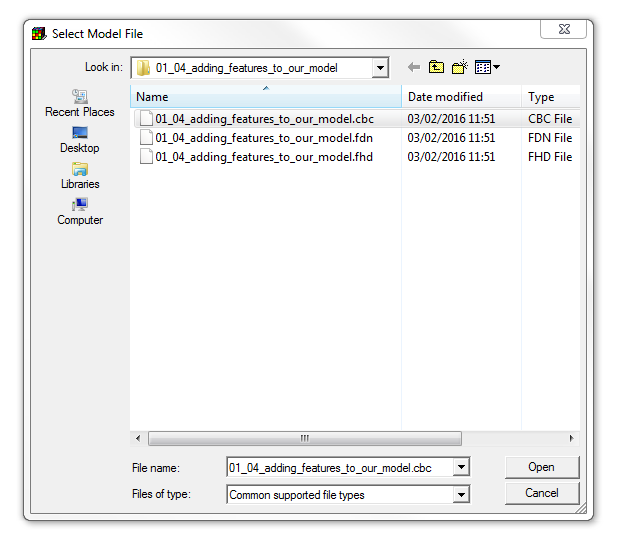 Select Model File
Look in: 01_04_adding_features_to_our_model
Recent Places
Desktop
Libraries
Computer
Name Date modified Type
01_04_adding_features_to_our_model.cbc 03/02/2016 11:51 CBC File
01_04_adding_features_to_our_model.fdn 03/02/2016 11:51 FDN File
01_04_adding_features_to_our_model.fhd 03/02/2016 11:51 FHD File
File name: 01_04_adding_features_to_our_model.cbc Open
Files of type: Common supported file types Cancel